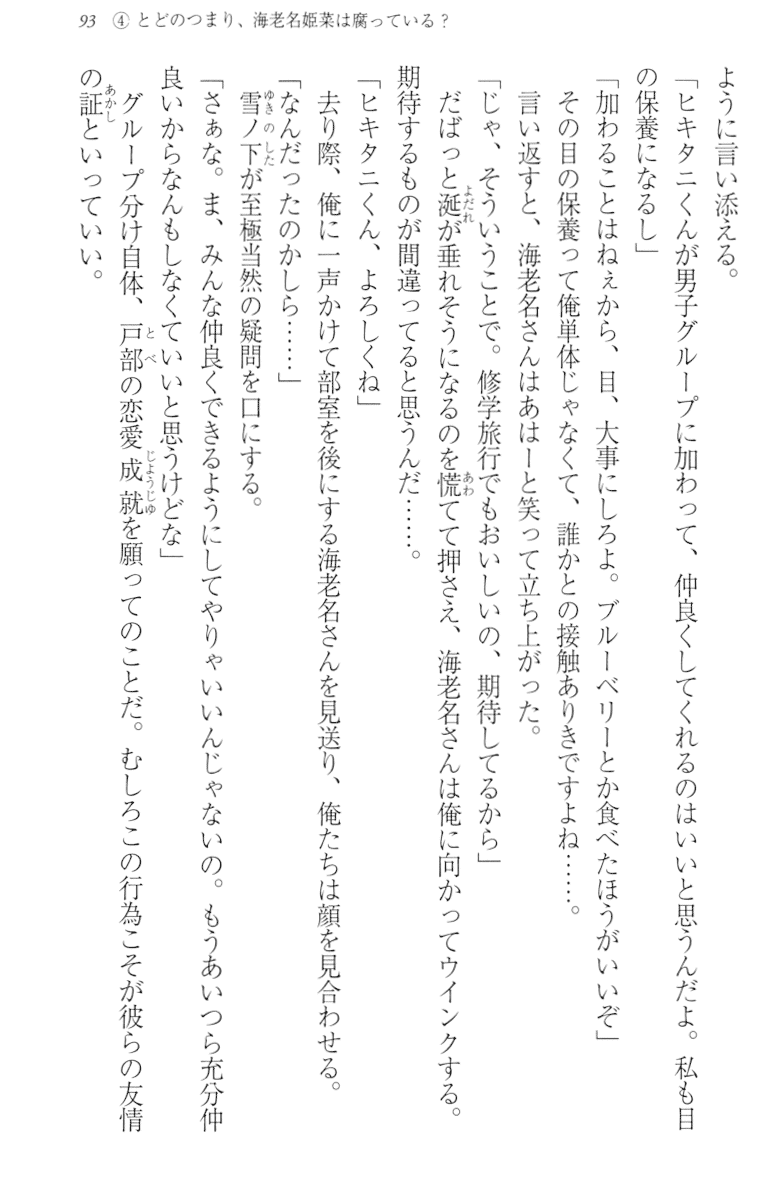 93　④とどのつまり、海老名姫菜は腐っている？
ように言い添える。
「ヒキタニくんが男子グループに加わって、仲良くしてくれるのはいいと思うんだよ。私も目
の保養になるし」
「加わることはねぇから、目、大事にしろよ。ブルーベリーとか食べたほうがいいぞ」
その目の保養って俺単体じゃなくて、誰かとの接触ありきですよね……。
言い返すと、海老名さんはあはーと笑って立ち上がった。
「じゃ、そういうことで。修学旅行でもおいしいの、期待してるから」
だばっと涎が垂れそうになるのを慌てて押さえ、海老名さんは俺に向かってウインクする。
期待するものが間違ってると思うんだ……。
「ヒキタニくん、よろしくね」
去り際、俺に一声かけて部室を後にする海老名さんを見送り、俺たちは顔を見合わせる。
「なんだったのかしら……」
雪ノ下が至極当然の疑問を口にする。
「さぁな。ま、みんな仲良くできるようにしてやりゃいいんじゃないの。もうあいつら充分仲
良いからなんもしなくていいと思うけどな」
グループ分け自体、戸部の恋愛成就を願ってのことだ。むしろこの行為こそが彼らの友情
の証といっていい。